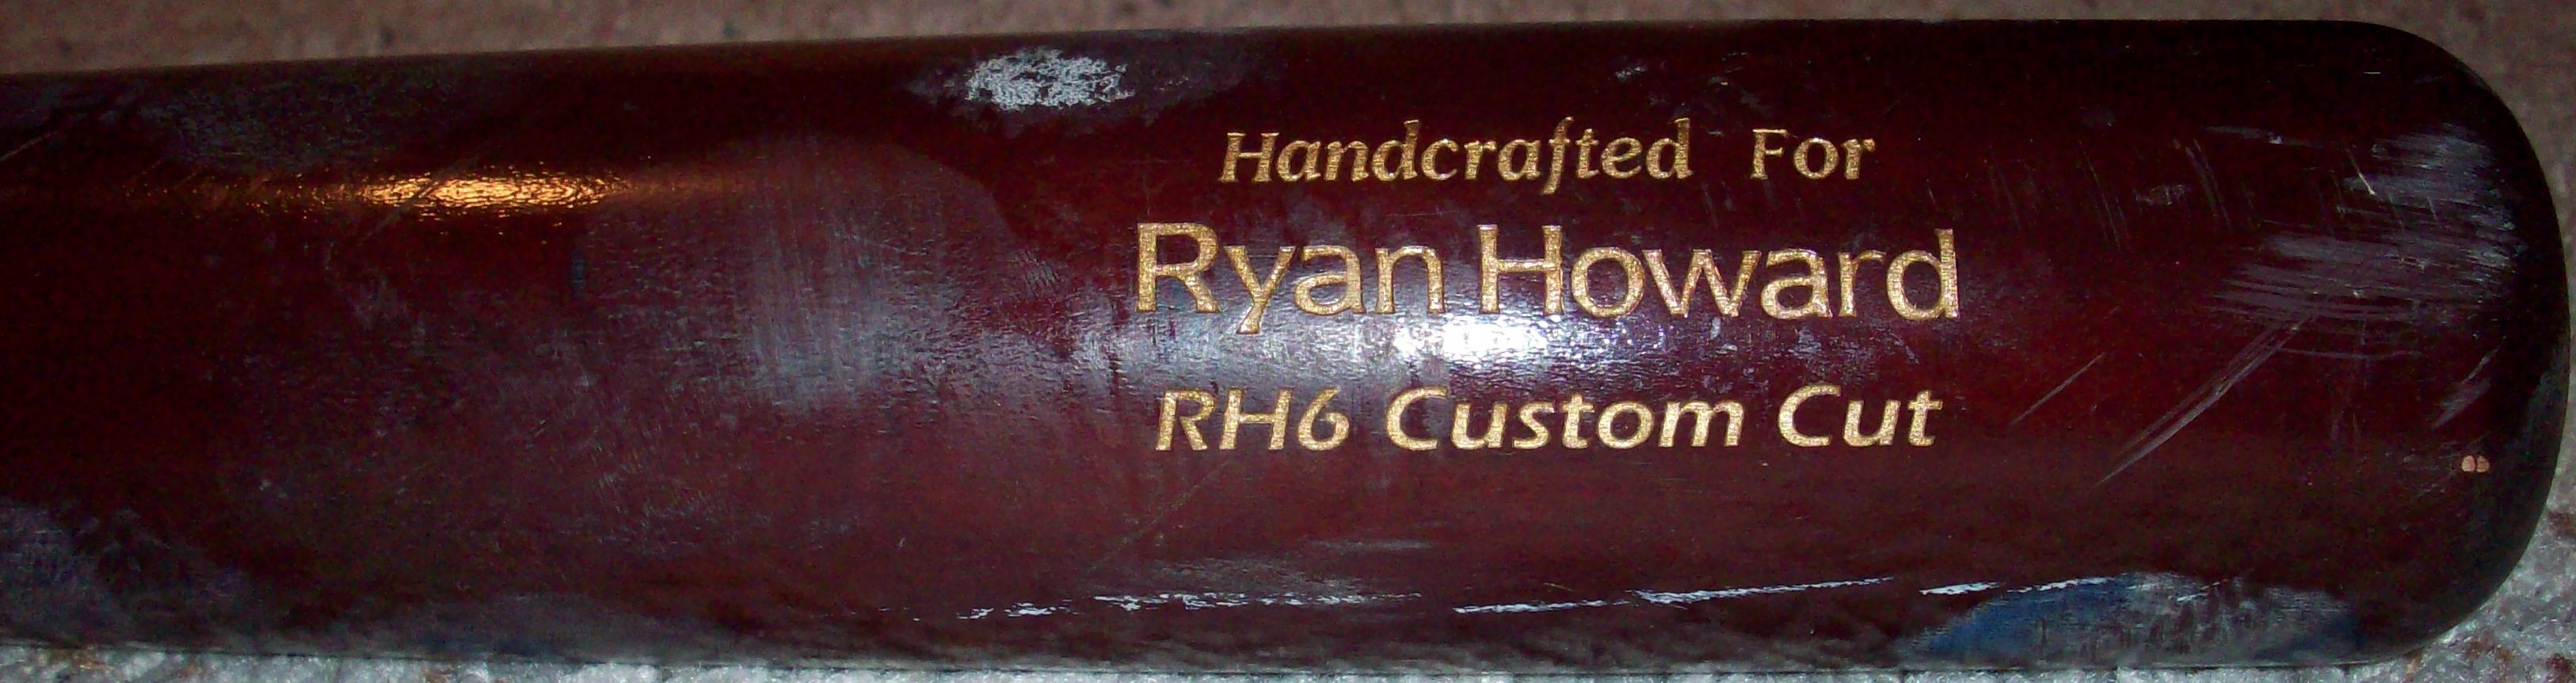 Handcrafted For
Ryan Howard
RH6 Custom Cut